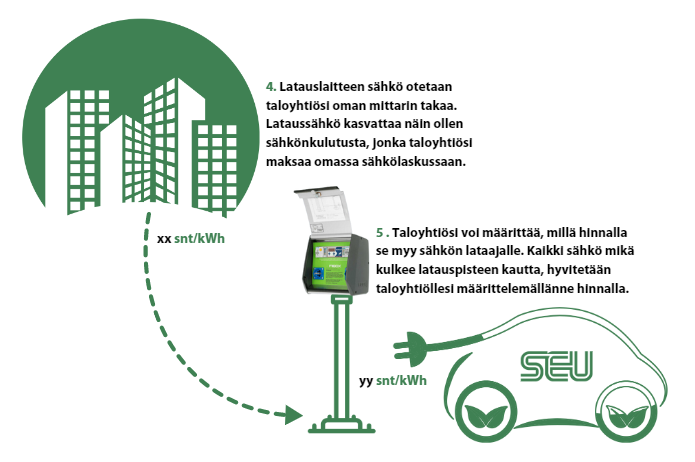 4. Latauslaitteen sähkö otetaan
taloyhtiösi oman mittarin takaa.
Lataussähkö kasvattaa näin ollen
sähkönkulutusta, jonka taloyhtiösi
maksaa omassa sähkölaskussaan.
xx snt/kWh
5 . Taloyhtiösi voi määrittää, millä hinnalla
se myy sähkön lataajalle. Kaikki sähkö mikä
kulkee latauspisteen kautta, hyvitetään
taloyhtiöllesi määrittelemällänne hinnalla.
yy snt/kWh
SEU